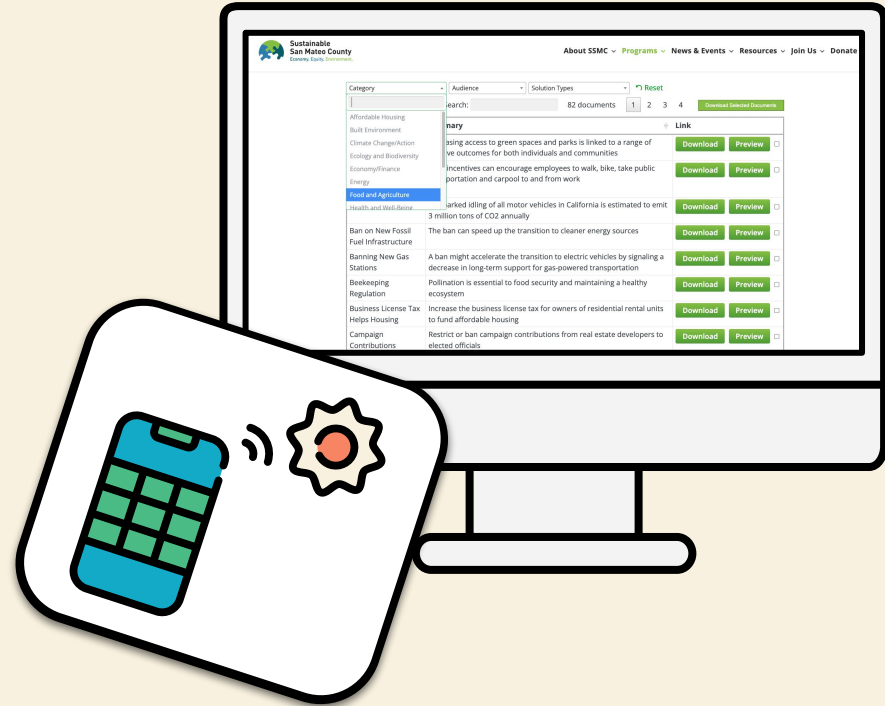 Sustainable
San Mateo County
Economy. Equity. Environment.
About SSMC Programs News & Events Resources Join Us Donate
Category Audience Solution Types Reset
82 documents 1 2 3 4 Download Selected Documents
Affordable Housing
Built Environment
Climate Change/Action
Ecology and Biodiversity
Economy/Finance
Energy
Food and Agriculture
Health and Well-Being
Link
access to green spaces and parks is linked to a range of
outcomes for both individuals and communities
Download Preview
incentives can encourage employees to walk, bike, take public
and carpool to and from work
Download Preview
idling of all motor vehicles in California is estimated to emit
3 million tons of CO2 annually
Download Preview
Ban on New Fossil
Fuel Infrastructure
The ban can speed up the transition to cleaner energy sources
Download Preview
Banning New Gas
Stations
A ban might accelerate the transition to electric vehicles by signaling a
decrease in long-term support for gas-powered transportation
Download Preview
Beekeeping
Regulation
Pollination is essential to food security and maintaining a healthy
ecosystem
Download Preview
Business License Tax
Helps Housing
Increase the business license tax for owners of residential rental units
to fund affordable housing
Download Preview
Campaign
Contributions
Restrict or ban campaign contributions from real estate developers to
elected officials
Download Preview